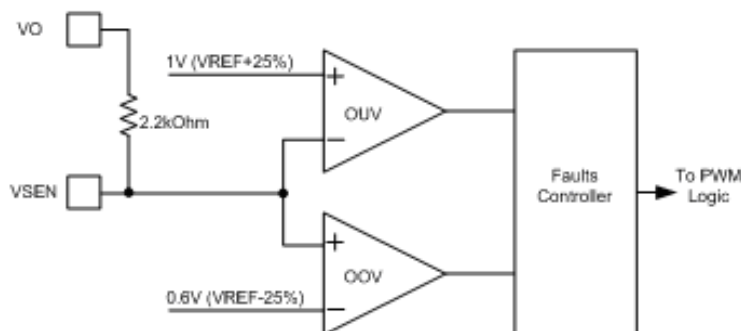 VO
1V (VREF+25%)
+
OUV
2.2kOhm
−
VSEN
Faults
Controller
To PWM
Logic
+
OOV
0.6V (VREF-25%)
−